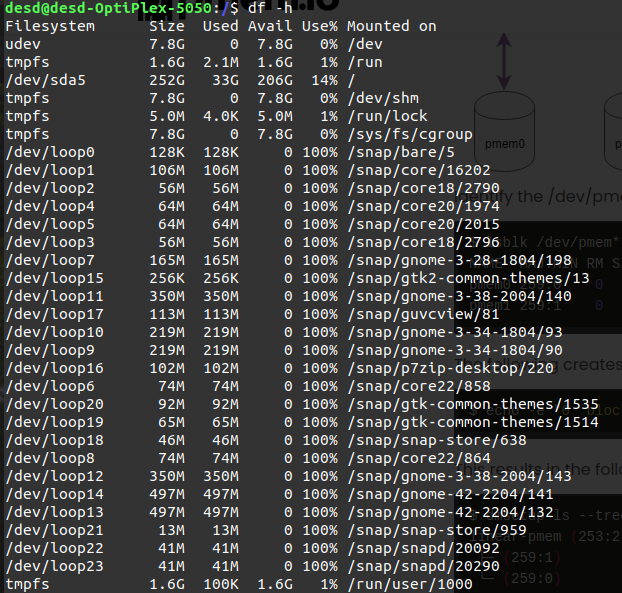 desd@desd-OptiPlex-5050:/$ df -h
Filesystem Size Used Avail Use% Mounted on
udev 7.8G 0 7.8G 0% /dev
tmpfs 1.6G 2.1M 1.6G 1% /run
/dev/sda5 252G 33G 206G 14% /
tmpfs 7.8G 0 7.8G 0% /dev/shm
tmpfs 5.0M 4.0K 5.0M 1% /run/lock
tmpfs 7.8G 0 7.8G 0% /sys/fs/cgroup
/dev/loop0 128K 128K 0 100% /snap/bare/5
/dev/loop1 106M 106M 0 100% /snap/core/16202
/dev/loop2 56M 56M 0 100% /snap/core18/2790
/dev/loop4 64M 64M 0 100% /snap/core20/1974
/dev/loop5 64M 64M 0 100% /snap/core20/2015
/dev/loop3 56M 56M 0 100% /snap/core18/2796
/dev/loop7 165M 165M 0 100% /snap/gnome-3-28-1804/198
/dev/loop15 256K 256K 0 100% /snap/gtk2-common-themes/13
/dev/loop11 350M 350M 0 100% /snap/gnome-3-38-2004/140
/dev/loop17 113M 113M 0 100% /snap/guvcview/81
/dev/loop10 219M 219M 0 100% /snap/gnome-3-34-1804/93
/dev/loop9 219M 219M 0 100% /snap/gnome-3-34-1804/90
/dev/loop16 102M 102M 0 100% /snap/p7zip-desktop/220
/dev/loop6 74M 74M 0 100% /snap/core22/858
/dev/loop20 92M 92M 0 100% /snap/gtk-common-themes/1535
/dev/loop19 65M 65M 0 100% /snap/gtk-common-themes/1514
/dev/loop18 46M 46M 0 100% /snap/snap-store/638
/dev/loop8 74M 74M 0 100% /snap/core22/864
/dev/loop12 350M 350M 0 100% /snap/gnome-3-38-2004/143
/dev/loop14 497M 497M 0 100% /snap/gnome-42-2204/141
/dev/loop13 497M 497M 0 100% /snap/gnome-42-2204/132
/dev/loop21 13M 13M 0 100% /snap/snap-store/959
/dev/loop22 41M 41M 0 100% /snap/snapd/20092
/dev/loop23 41M 41M 0 100% /snap/snapd/20290
tmpfs 1.6G 100K 1.6G 1% /run/user/1000
pmem0
Identify the /dev/pme
creates
This results in the follo
(253:2
(259:1)
(259:0)